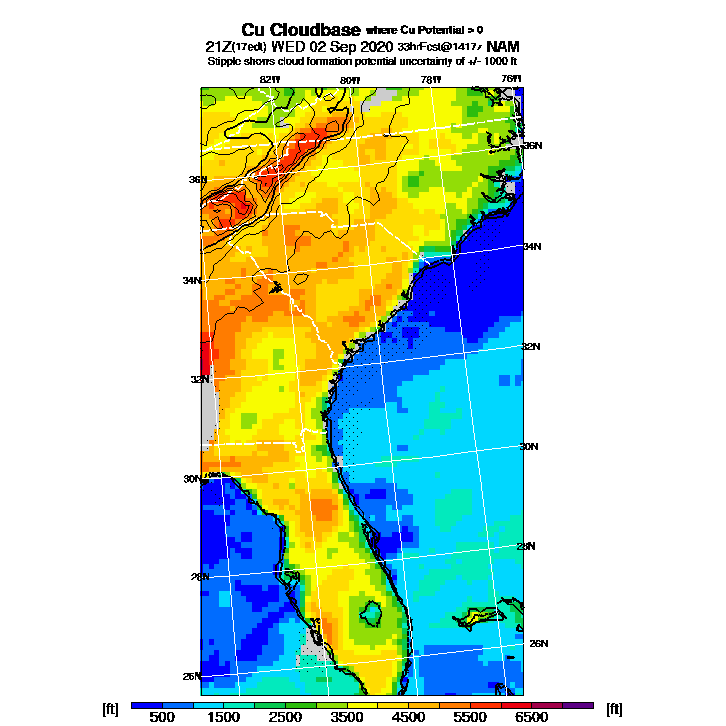 Cu Cloudbase where Cu Potential > 0
21Z(17edt) WED 02 Sep 2020 33hrFcst@1417z NAM
Stipple shows cloud formation potential uncertainty of +/- 1000 ft
82W 80W 78W 76W
36N
36N
34N
34N
32N
32N
30N
30N
28N
28N
26N
26N
[ft] 500 1500 2500 3500 4500 5500 6500 [ft]